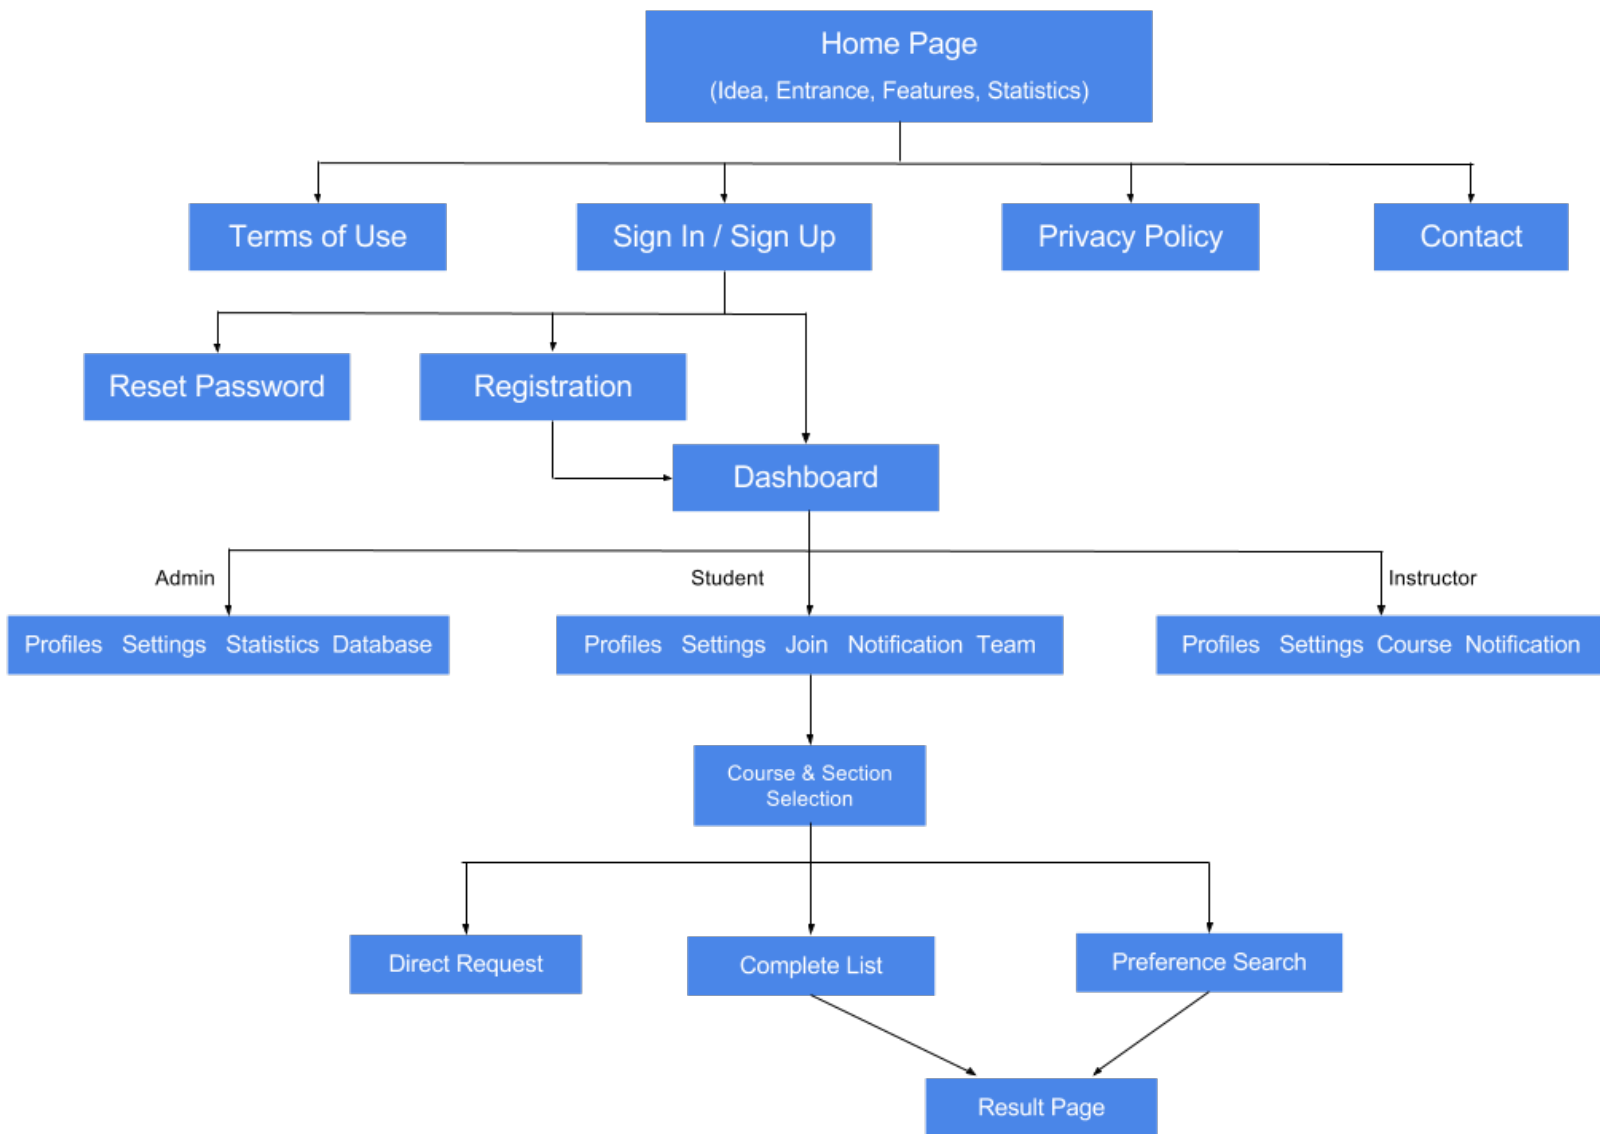 Home Page
(Idea, Entrance, Features, Statistics)
Terms of Use
Sign In / Sign Up
Privacy Policy
Contact
Reset Password
Registration
Dashboard
Admin
Student
Instructor
Profiles Settings Statistics Database
Profiles Settings Join Notification Team
Profiles Settings Course Notification
Course & Section
Selection
Direct Request
Complete List
Preference Search
Result Page